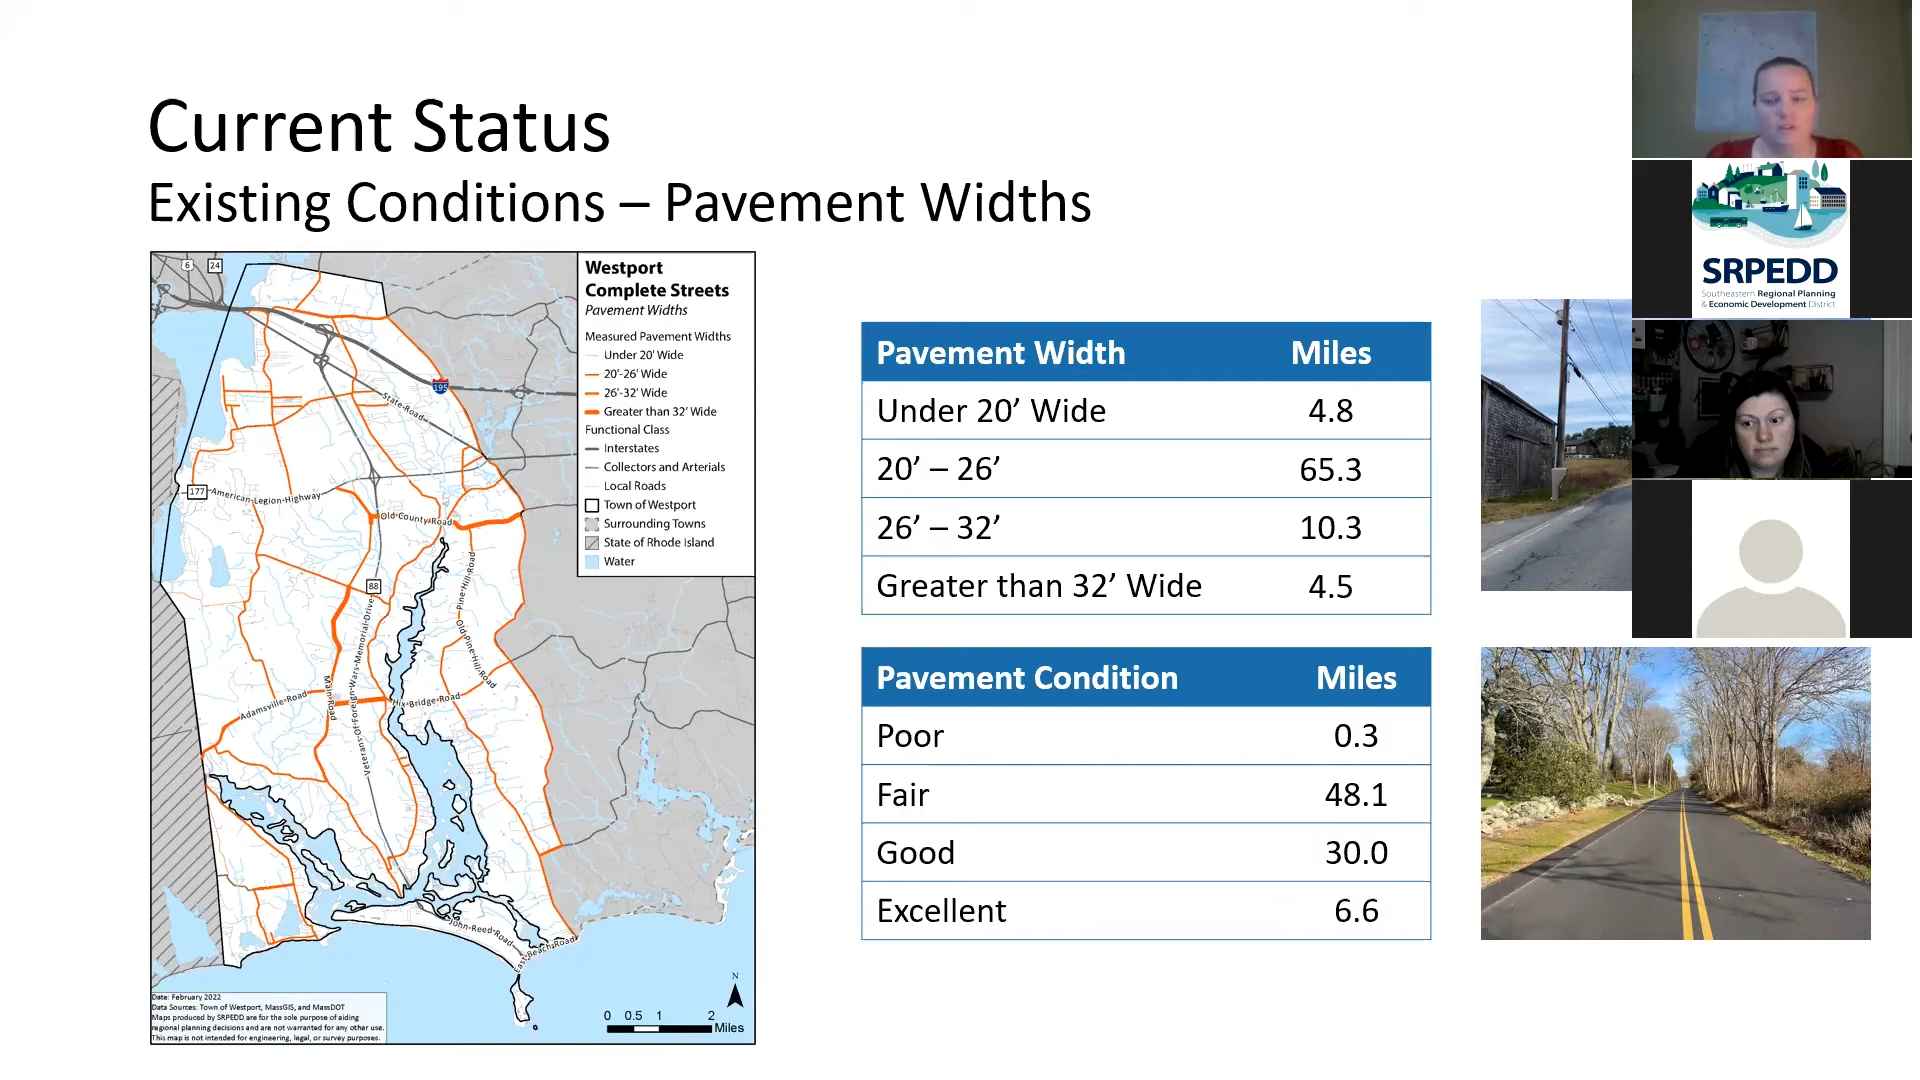 Current Status
Existing Conditions – Pavement Widths
6
24
Westport
Complete Streets
Pavement Widths
Measured Pavement Widths
Under 20' Wide
20'-26' Wide
26'-32' Wide
Greater than 32' Wide
Functional Class
Interstates
Collectors and Arterials
Local Roads
Town of Westport
Surrounding Towns
State of Rhode Island
Water
195
State-Road
177
American-Legion-Highway
Old County Road
88
Pine-Hill-Road
Old-Pine-Hill-Road
Veterans-Of-Foreign-Wars-Memorial-Drive
Main-Road
Adamsville-Road
Hix-Bridge-Road
John-Reed-Road
East-Beach-Road
N
0 0.5 1 2
Miles
Date: February 2022
Data Sources: Town of Westport, MassGIS, and MassDOT
Maps produced by SRPEDD are for the sole purpose of aiding
regional planning decisions and are not warranted for any other use.
This map is not intended for engineering, legal, or survey purposes.
Pavement Width Miles
Under 20’ Wide 4.8
20’ – 26’ 65.3
26’ – 32’ 10.3
Greater than 32’ Wide 4.5
Pavement Condition Miles
Poor 0.3
Fair 48.1
Good 30.0
Excellent 6.6
SRPEDD
Southeastern Regional Planning
& Economic Development District